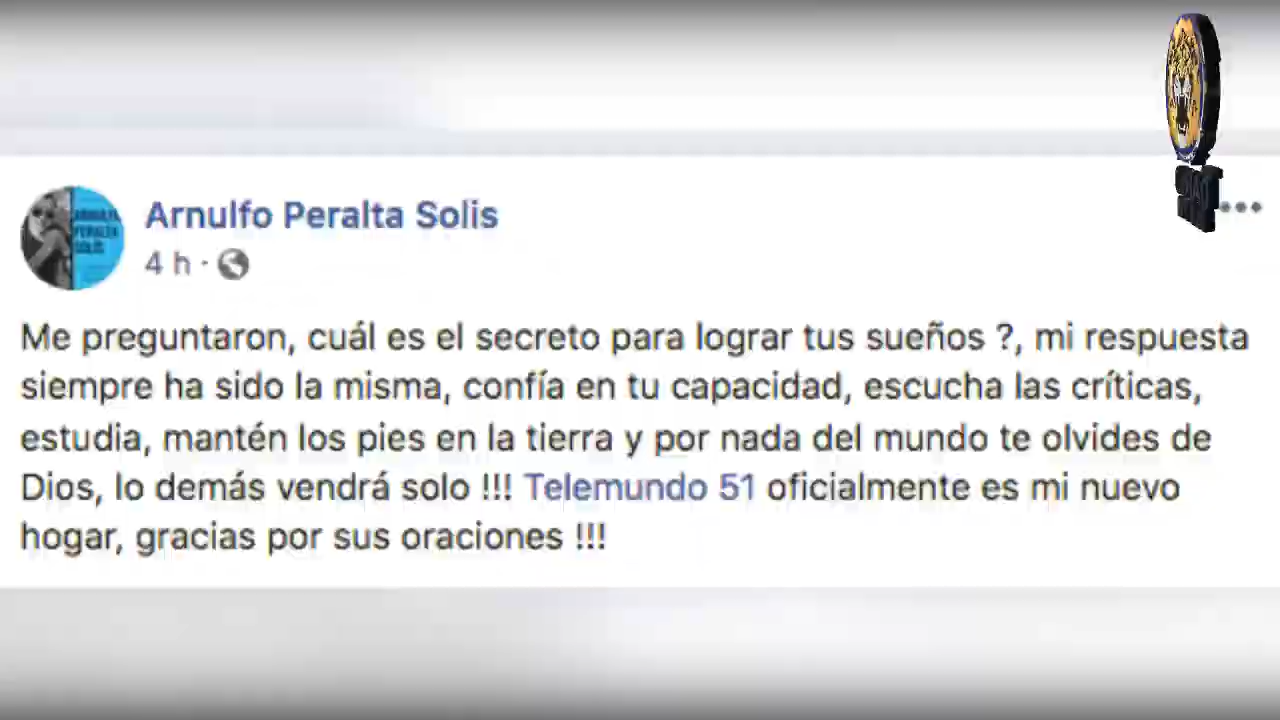 Arnulfo Peralta Solis
4 h ·
Me preguntaron, cuál es el secreto para lograr tus sueños ?, mi respuesta
siempre ha sido la misma, confía en tu capacidad, escucha las críticas,
estudia, mantén los pies en la tierra y por nada del mundo te olvides de
Dios, lo demás vendrá solo !!! Telemundo 51 oficialmente es mi nuevo
hogar, gracias por sus oraciones !!!